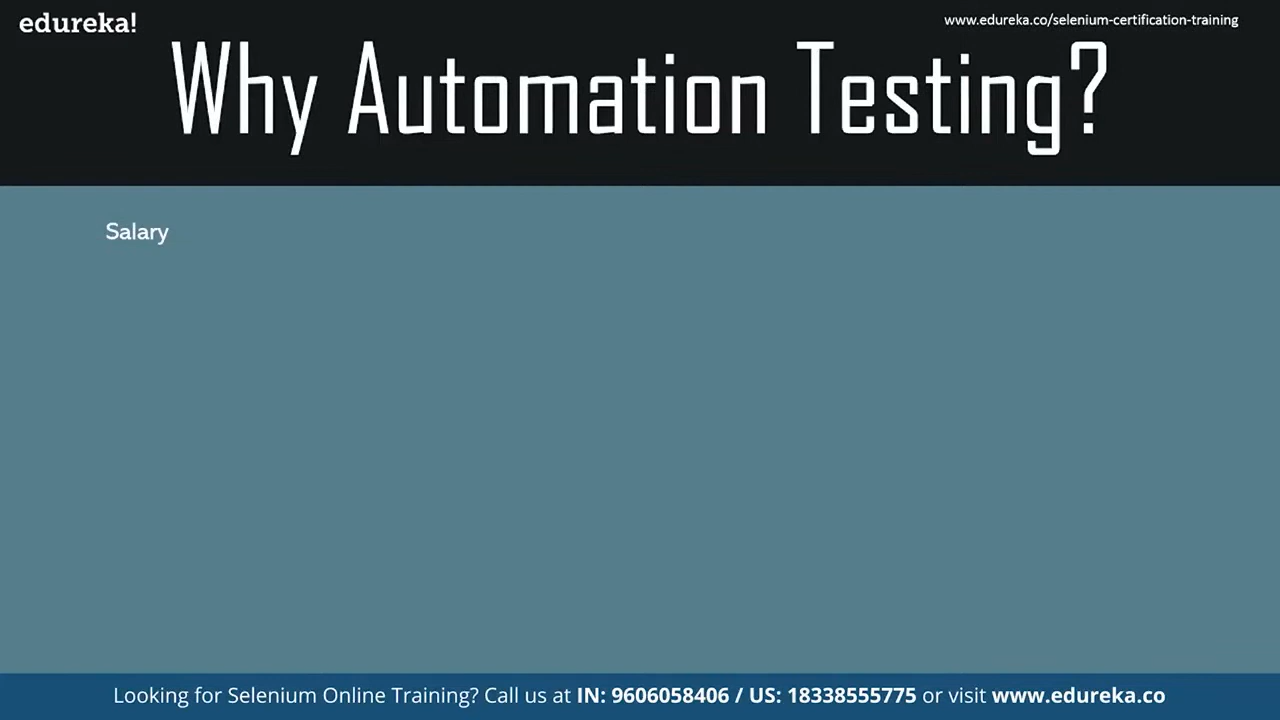 edureka!
www.edureka.co/selenium-certification-training
Why Automation Testing?
Salary
Looking for Selenium Online Training? Call us at IN: 9606058406 / US: 18338555775 or visit www.edureka.co